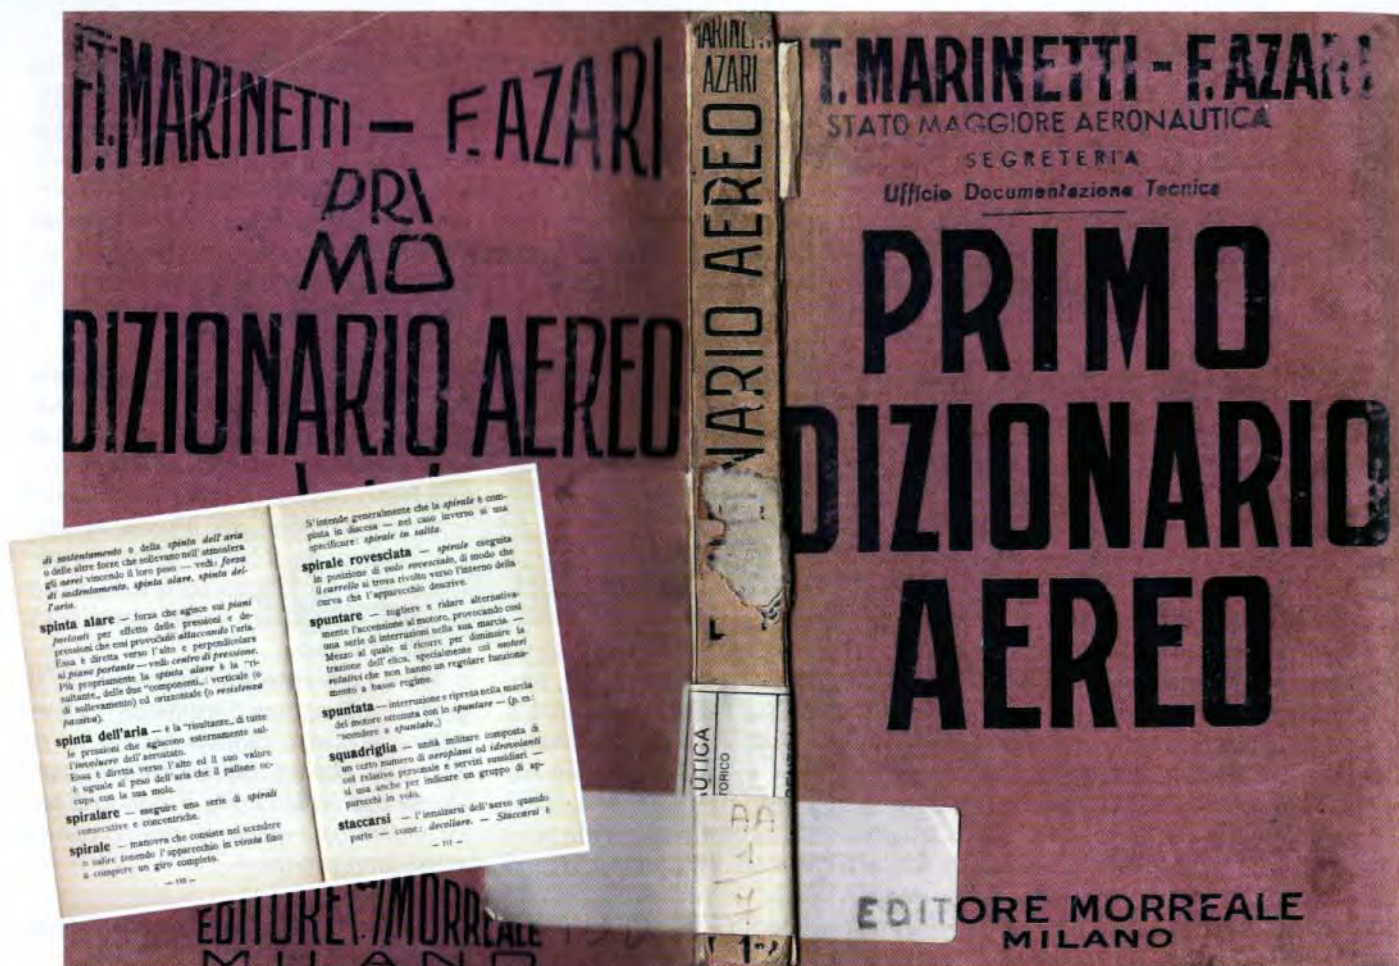 F.T. MARINETTI – F. AZARI
PRI
MO
DIZIONARIO AEREO
EDITORE MORREALE
MILANO
di sostentamento o della spinta dell'aria
o delle altre forze che sollevano nell'atmosfera
gli aerei vincendo il loro peso — vedi: forza
di sostentamento, spinta alare, spinta del-
l'aria.
spinta alare — forza che agisce sui piani
portanti per effetto delle pressioni e de-
pressioni che essi provocano attaccando l'aria.
Essa è diretta verso l'alto e perpendicolare
al piano portante — vedi: centro di pressione.
Più propriamente la spinta alare è la "ri-
sultante„ delle due "componenti„: verticale (o
di sollevamento) ed orizzontale (o resistenza
passiva).
spinta dell'aria — è la "risultante„ di tutte
le pressioni che agiscono esternamente sul-
l'involucro dell'aerostato.
Essa è diretta verso l'alto ed il suo valore
è uguale al peso dell'aria che il pallone oc-
cupa con la sua mole.
spiralare — eseguire una serie di spirali
consecutive e concentriche.
spirale — manovra che consiste nel scendere
o salire tenendo l'apparecchio in virata fino
a compiere un giro completo.
— 110 —
S'intende generalmente che la spirale è com-
piuta in discesa — nel caso inverso si usa
specificare: spirale in salita.
spirale rovesciata — spirale eseguita
in posizione di volo rovesciato, di modo che
il carrello si trova rivolto verso l'interno della
curva che l'apparecchio descrive.
spuntare — togliere e ridare alternativa-
mente l'accensione al motore, provocando così
una serie di interruzioni nella sua marcia. —
Mezzo al quale si ricorre per diminuire la
trazione dell'elica, specialmente coi motori
rotativi che non hanno un regolare funziona-
mento a basso regime.
spuntata — interruzione e ripresa nella marcia
del motore ottenuta con lo spuntare — (p. es:
"scendere a spuntate„)
squadriglia — unità militare composta di
un certo numero di aeroplani od idrovolanti
col relativo personale e servizi sussidiari —
si usa anche per indicare un gruppo di ap-
parecchi in volo.
staccarsi — l'innalzarsi dell'aereo quando
parte — come: decollare. — Staccarsi è
— 111 —
MARINETTI
AZARI
NARIO AEREO
UTICA
TORICO
T. MARINETTI - F. AZARI
STATO MAGGIORE AERONAUTICA
SEGRETERIA
Ufficio Documentazione Tecnica
PRIMO
DIZIONARIO
AEREO
EDITORE MORREALE
MILANO